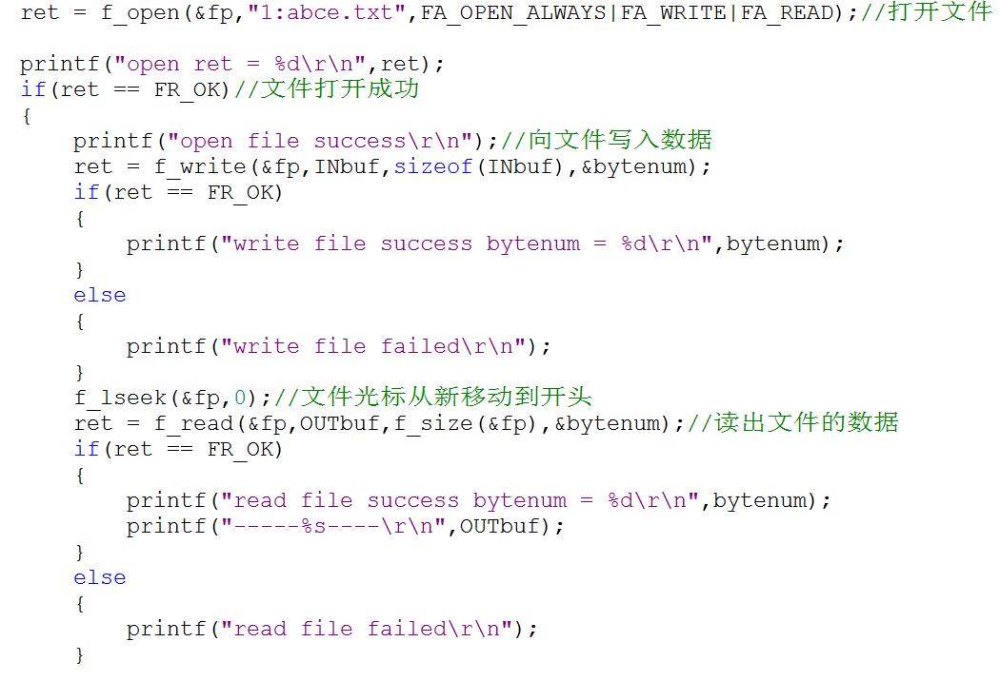 ret = f_open(&fp,"1:abce.txt",FA_OPEN_ALWAYS|FA_WRITE|FA_READ);//打开文件
printf("open ret = %d\r\n",ret);
if(ret == FR_OK)//文件打开成功
{
printf("open file success\r\n");//向文件写入数据
ret = f_write(&fp,INbuf,sizeof(INbuf),&bytenum);
if(ret == FR_OK)
{
printf("write file success bytenum = %d\r\n",bytenum);
}
else
{
printf("write file failed\r\n");
}
f_lseek(&fp,0);//文件光标从新移动到开头
ret = f_read(&fp,OUTbuf,f_size(&fp),&bytenum);//读出文件的数据
if(ret == FR_OK)
{
printf("read file success bytenum = %d\r\n",bytenum);
printf("-----%s----\r\n",OUTbuf);
}
else
{
printf("read file failed\r\n");
}